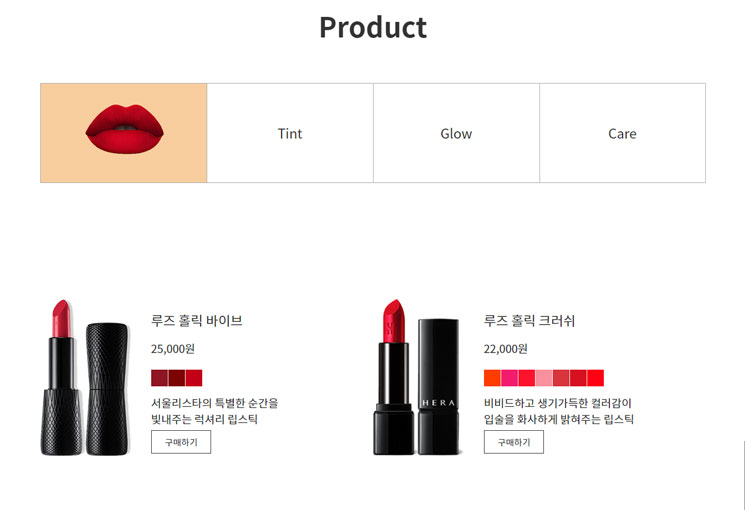 Product
Tint
Glow
Care
루즈 홀릭 바이브
25,000원
서울리스타의 특별한 순간을
빛내주는 럭셔리 립스틱
구매하기
HERA
루즈 홀릭 크러쉬
22,000원
비비드하고 생기가득한 컬러감이
입술을 화사하게 밝혀주는 립스틱
구매하기